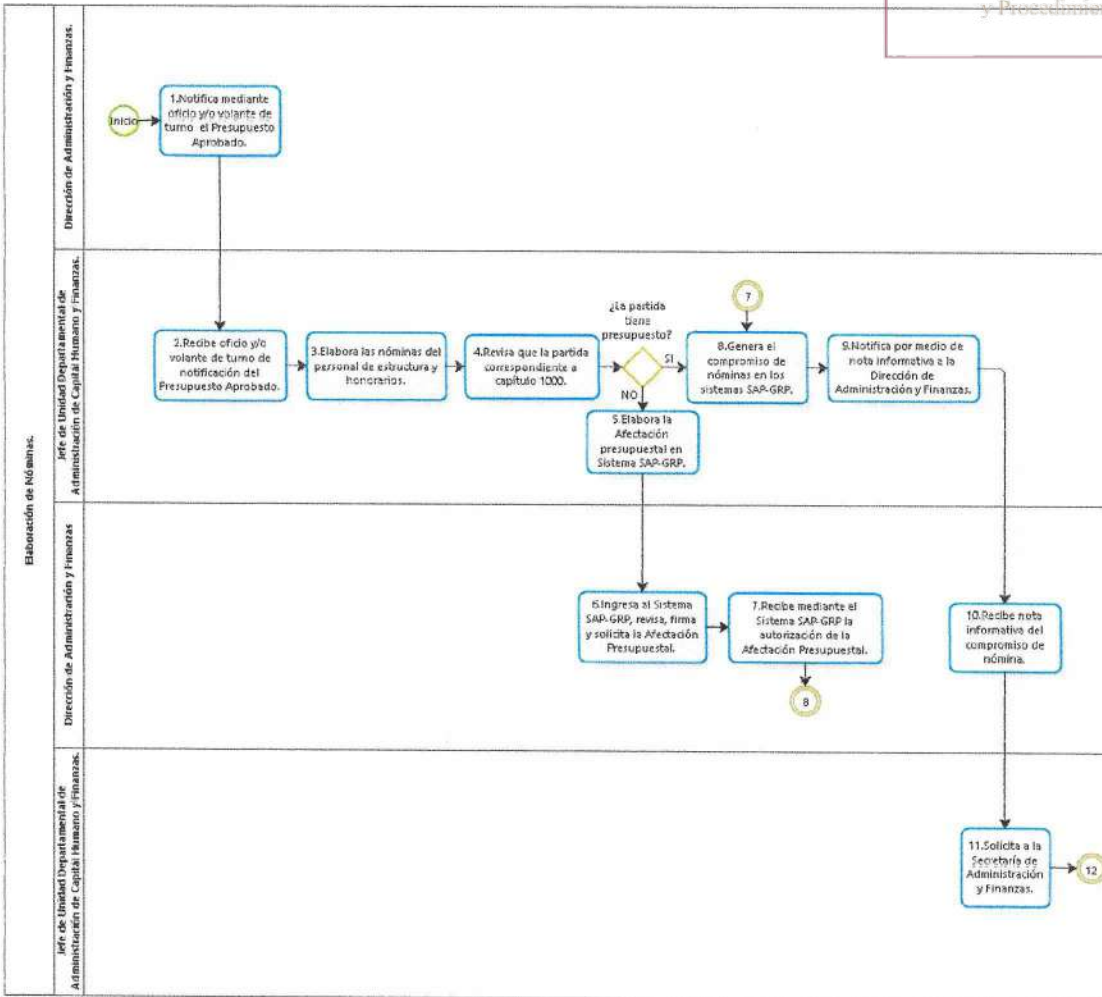 y Procedimien
Elaboración de Nóminas.
Dirección de Administración y Finanzas.
Inicio
1.Notifica mediante
oficio y/o volante de
turno el Presupuesto
Aprobado.
Jefe de Unidad Departamental de
Administración de Capital Humano y Finanzas.
2.Recibe oficio y/o
volante de turno de
notificación del
Presupuesto Aprobado.
3.Elabora las nóminas del
personal de estructura y
honorarios.
4.Revisa que la partida
correspondiente a
capítulo 1000.
¿La partida
tiene
presupuesto?
SI
NO
5.Elabora la
Afectación
presupuestal en
Sistema SAP-GRP.
7
8.Genera el
compromiso de
nóminas en los
sistemas SAP-GRP.
9.Notifica por medio de
nota informativa a la
Dirección de
Administración y Finanzas.
Dirección de Administración y Finanzas
6.Ingresa al Sistema
SAP-GRP, revisa, firma
y solicita la Afectación
Presupuestal.
7.Recibe mediante el
Sistema SAP-GRP la
autorización de la
Afectación Presupuestal.
8
10.Recibe nota
informativa del
compromiso de
nómina.
Jefe de Unidad Departamental de
Administración de Capital Humano y Finanzas.
11.Solicita a la
Secretaría de
Administración
y Finanzas.
12